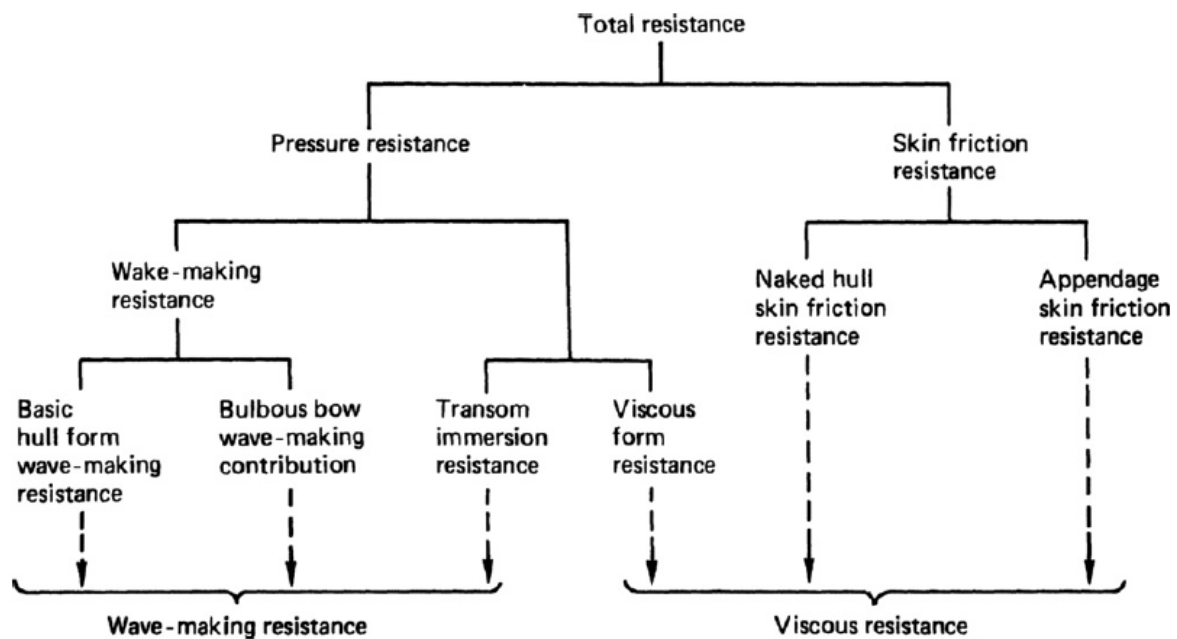 Total resistance
Pressure resistance
Skin friction
resistance
Wake-making
resistance
Naked hull
skin friction
resistance
Appendage
skin friction
resistance
Basic
hull form
wave-making
resistance
Bulbous bow
wave-making
contribution
Transom
immersion
resistance
Viscous
form
resistance
Wave-making resistance
Viscous resistance